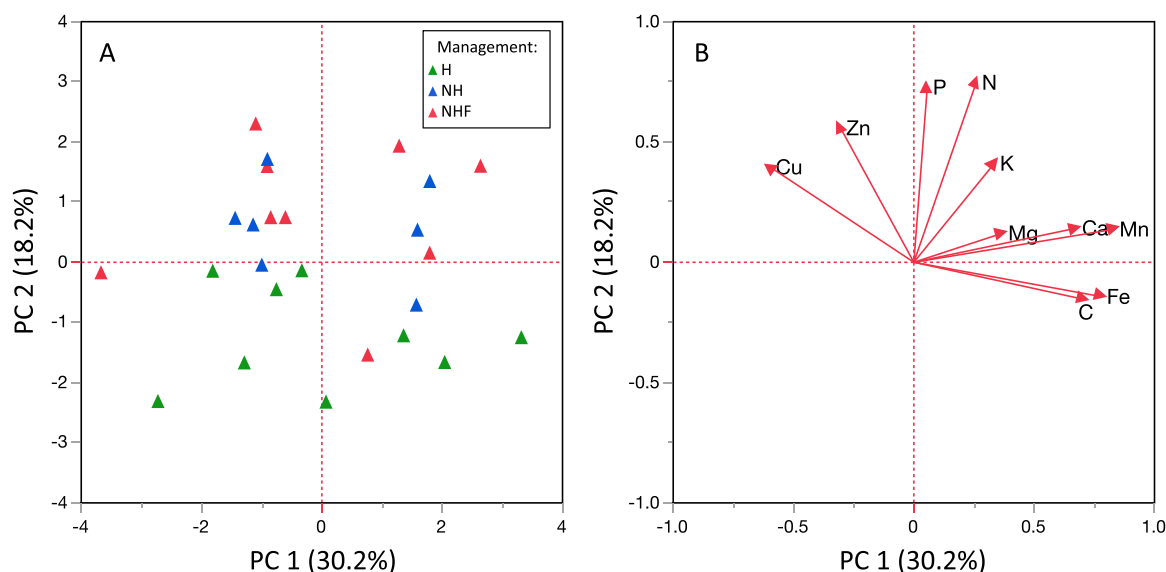 A
Management:
H
NH
NHF
4
3
2
1
0
-1
-2
-3
-4
-4
-2
0
2
4
PC 2 (18.2%)
PC 1 (30.2%)
B
1.0
0.5
0
-0.5
-1.0
-1.0
-0.5
0
0.5
1.0
PC 2 (18.2%)
PC 1 (30.2%)
P
N
Zn
Cu
K
Mg
Ca
Mn
Fe
C